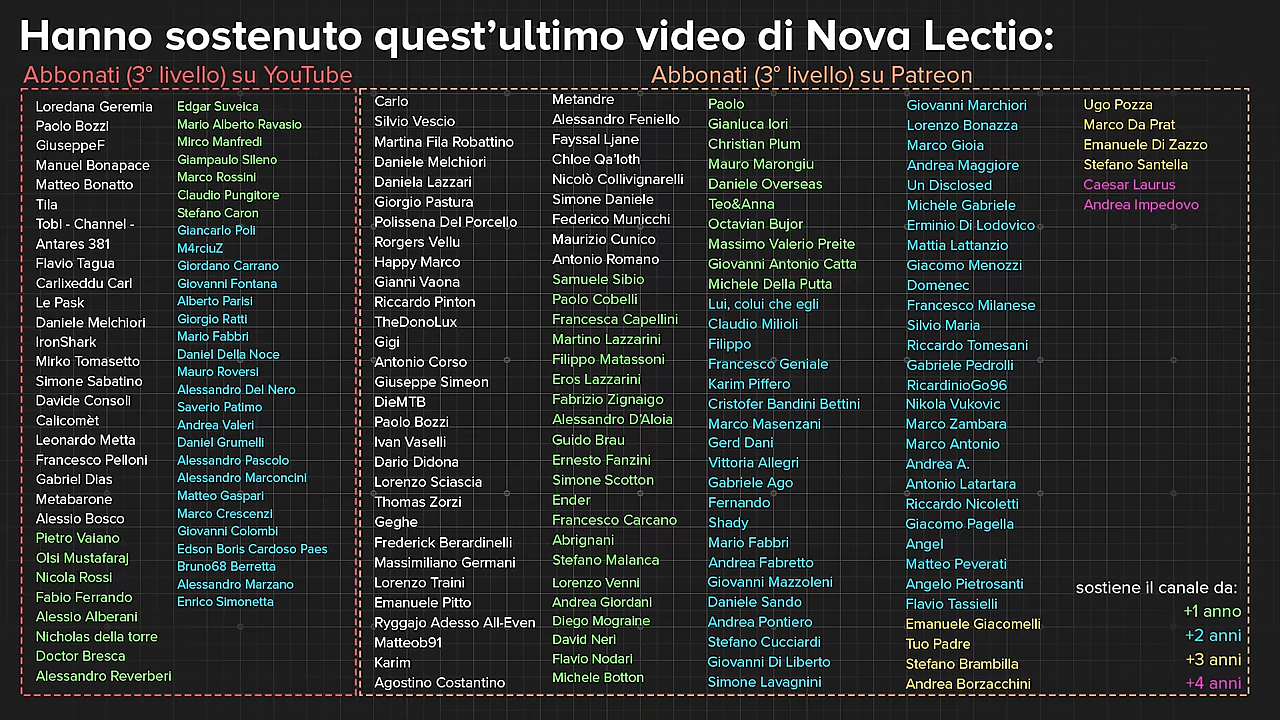 Hanno sostenuto quest'ultimo video di Nova Lectio:
Abbonati (3° livello) su YouTube
Loredana Geremia
Paolo Bozzi
GiuseppeF
Manuel Bonapace
Matteo Bonatto
Tila
Tobi - Channel -
Antares 381
Flavio Tagua
Carlixeddu Carl
Le Pask
Daniele Melchiori
IronShark
Mirko Tomasetto
Simone Sabatino
Davide Consoli
Calicomèt
Leonardo Metta
Francesco Pelloni
Gabriel Dias
Metabarone
Alessio Bosco
Pietro Vaiano
Olsi Mustafaraj
Nicola Rossi
Fabio Ferrando
Alessio Alberani
Nicholas della torre
Doctor Bresca
Alessandro Reverberi
Edgar Suveica
Mario Alberto Ravasio
Mirco Manfredi
Giampaulo Sileno
Marco Rossini
Claudio Pungitore
Stefano Caron
Giancarlo Poli
M4rciuZ
Giordano Carrano
Giovanni Fontana
Alberto Parisi
Giorgio Ratti
Mario Fabbri
Daniel Della Noce
Mauro Roversi
Alessandro Del Nero
Saverio Patimo
Andrea Valeri
Daniel Grumelli
Alessandro Pascolo
Alessandro Marconcini
Matteo Gaspari
Marco Crescenzi
Giovanni Colombi
Edson Boris Cardoso Paes
Bruno68 Berretta
Alessandro Marzano
Enrico Simonetta
Abbonati (3° livello) su Patreon
Carlo
Silvio Vescio
Martina Fila Robattino
Daniele Melchiori
Daniela Lazzari
Giorgio Pastura
Polissena Del Porcello
Rorgers Vellu
Happy Marco
Gianni Vaona
Riccardo Pinton
TheDonoLux
Gigi
Antonio Corso
Giuseppe Simeon
DieMTB
Paolo Bozzi
Ivan Vaselli
Dario Didona
Lorenzo Sciascia
Thomas Zorzi
Geghe
Frederick Berardinelli
Massimiliano Germani
Lorenzo Traini
Emanuele Pitto
Ryggajo Adesso All-Even
Matteob91
Karim
Agostino Costantino
Metandre
Alessandro Feniello
Fayssal Ljane
Chloe Qa'loth
Nicolò Collivignarelli
Simone Daniele
Federico Municchi
Maurizio Cunico
Antonio Romano
Samuele Sibio
Paolo Cobelli
Francesca Capellini
Martino Lazzarini
Filippo Matassoni
Eros Lazzarini
Fabrizio Zignaigo
Alessandro D'Aloia
Guido Brau
Ernesto Fanzini
Simone Scotton
Ender
Francesco Carcano
Abrignani
Stefano Malanca
Lorenzo Venni
Andrea Giordani
Diego Mograine
David Neri
Flavio Nodari
Michele Botton
Paolo
Gianluca Iori
Christian Plum
Mauro Marongiu
Daniele Overseas
Teo&Anna
Octavian Bujor
Massimo Valerio Preite
Giovanni Antonio Catta
Michele Della Putta
Lui, colui che egli
Claudio Milioli
Filippo
Francesco Geniale
Karim Piffero
Cristofer Bandini Bettini
Marco Masenzani
Gerd Dani
Vittoria Allegri
Gabriele Ago
Fernando
Shady
Mario Fabbri
Andrea Fabretto
Giovanni Mazzoleni
Daniele Sando
Andrea Pontiero
Stefano Cucciardi
Giovanni Di Liberto
Simone Lavagnini
Giovanni Marchiori
Lorenzo Bonazza
Marco Gioia
Andrea Maggiore
Un Disclosed
Michele Gabriele
Erminio Di Lodovico
Mattia Lattanzio
Giacomo Menozzi
Domenec
Francesco Milanese
Silvio Maria
Riccardo Tomesani
Gabriele Pedrolli
RicardinioGo96
Nikola Vukovic
Marco Zambara
Marco Antonio
Andrea A.
Antonio Latartara
Riccardo Nicoletti
Giacomo Pagella
Angel
Matteo Peverati
Angelo Pietrosanti
Flavio Tassielli
Emanuele Giacomelli
Tuo Padre
Stefano Brambilla
Andrea Borzacchini
Ugo Pozza
Marco Da Prat
Emanuele Di Zazzo
Stefano Santella
Caesar Laurus
Andrea Impedovo
sostiene il canale da:
+1 anno
+2 anni
+3 anni
+4 anni